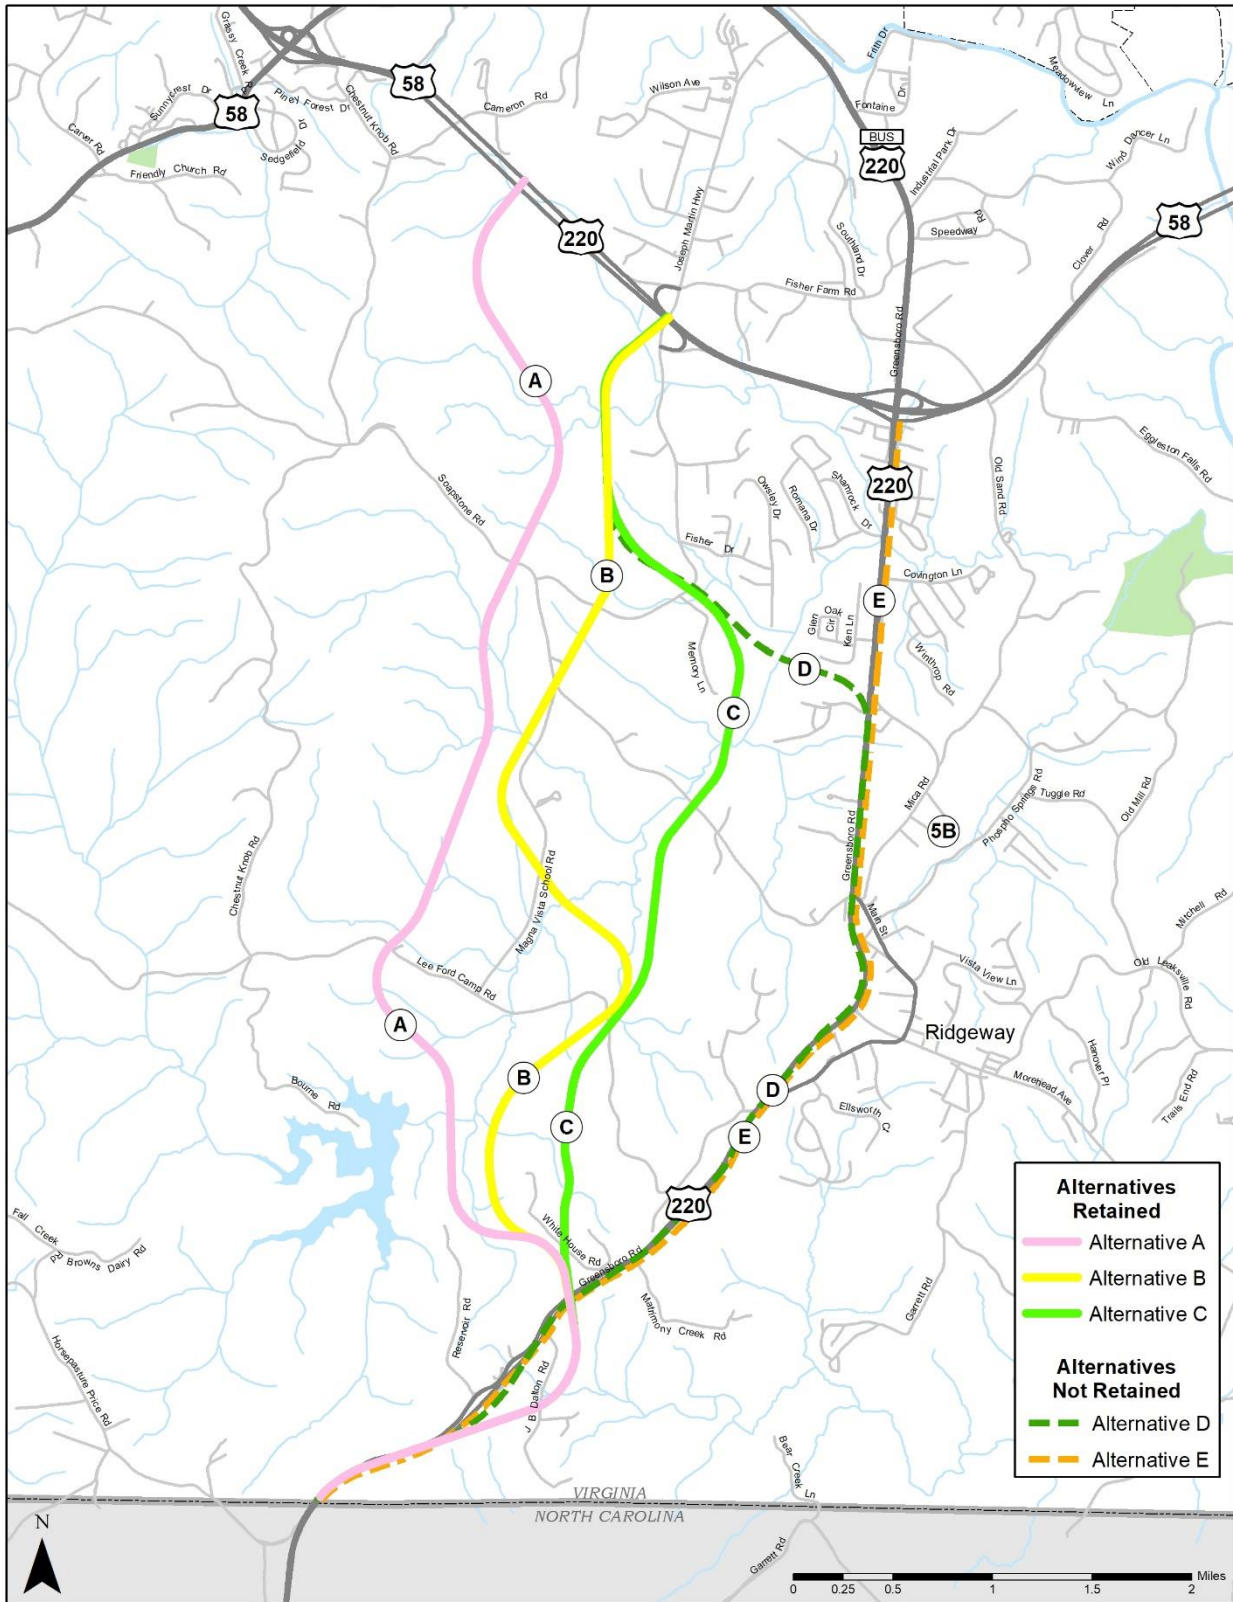 Grassy Creek Rd
58
58
Sunnycrest Dr
Piney Forest Dr
Chestnut Knob Rd
Cameron Rd
Wilson Ave
Frith Dr
Meadowview Ln
Fontaine Dr
BUS
220
Industrial Park Dr
Wind Dancer Ln
Carver Rd
Sedgefield Dr
Friendly Church Rd
220
Joseph Martin Hwy
Southland Dr
Speedway Rd
Clover Rd
58
Fisher Farm Rd
Greensboro Rd
A
Eggleston Falls Rd
Soapstone Rd
Owsley Dr
Romana Dr
Shamrock Dr
220
Old Sand Rd
Fisher Dr
B
Covington Ln
E
Glen Oak Cir
Ken Ln
Winthrop Rd
Memory Ln
D
C
Mica Rd
Phospho Springs Rd
Tuggle Rd
Old Mill Rd
5B
Greensboro Rd
Chestnut Knob Rd
Magna Vista School Rd
Main St
Mitchell Rd
Lee Ford Camp Rd
Vista View Ln
Old Leaksville Rd
A
Ridgeway
B
Bourne Rd
D
Morehead Ave
Hanover Pl
Trails End Rd
C
E
Ellsworth Ct
220
Fall Creek Rd
Browns Dairy Rd
White House Rd
Greensboro Rd
Matrimony Creek Rd
Garrett Rd
Reservoir Rd
Horsepasture Price Rd
J B Dalton Rd
Bear Creek Ln
Alternatives
Retained
Alternative A
Alternative B
Alternative C
Alternatives
Not Retained
Alternative D
Alternative E
VIRGINIA
NORTH CAROLINA
Garrett Rd
N
Miles
0 0.25 0.5 1 1.5 2